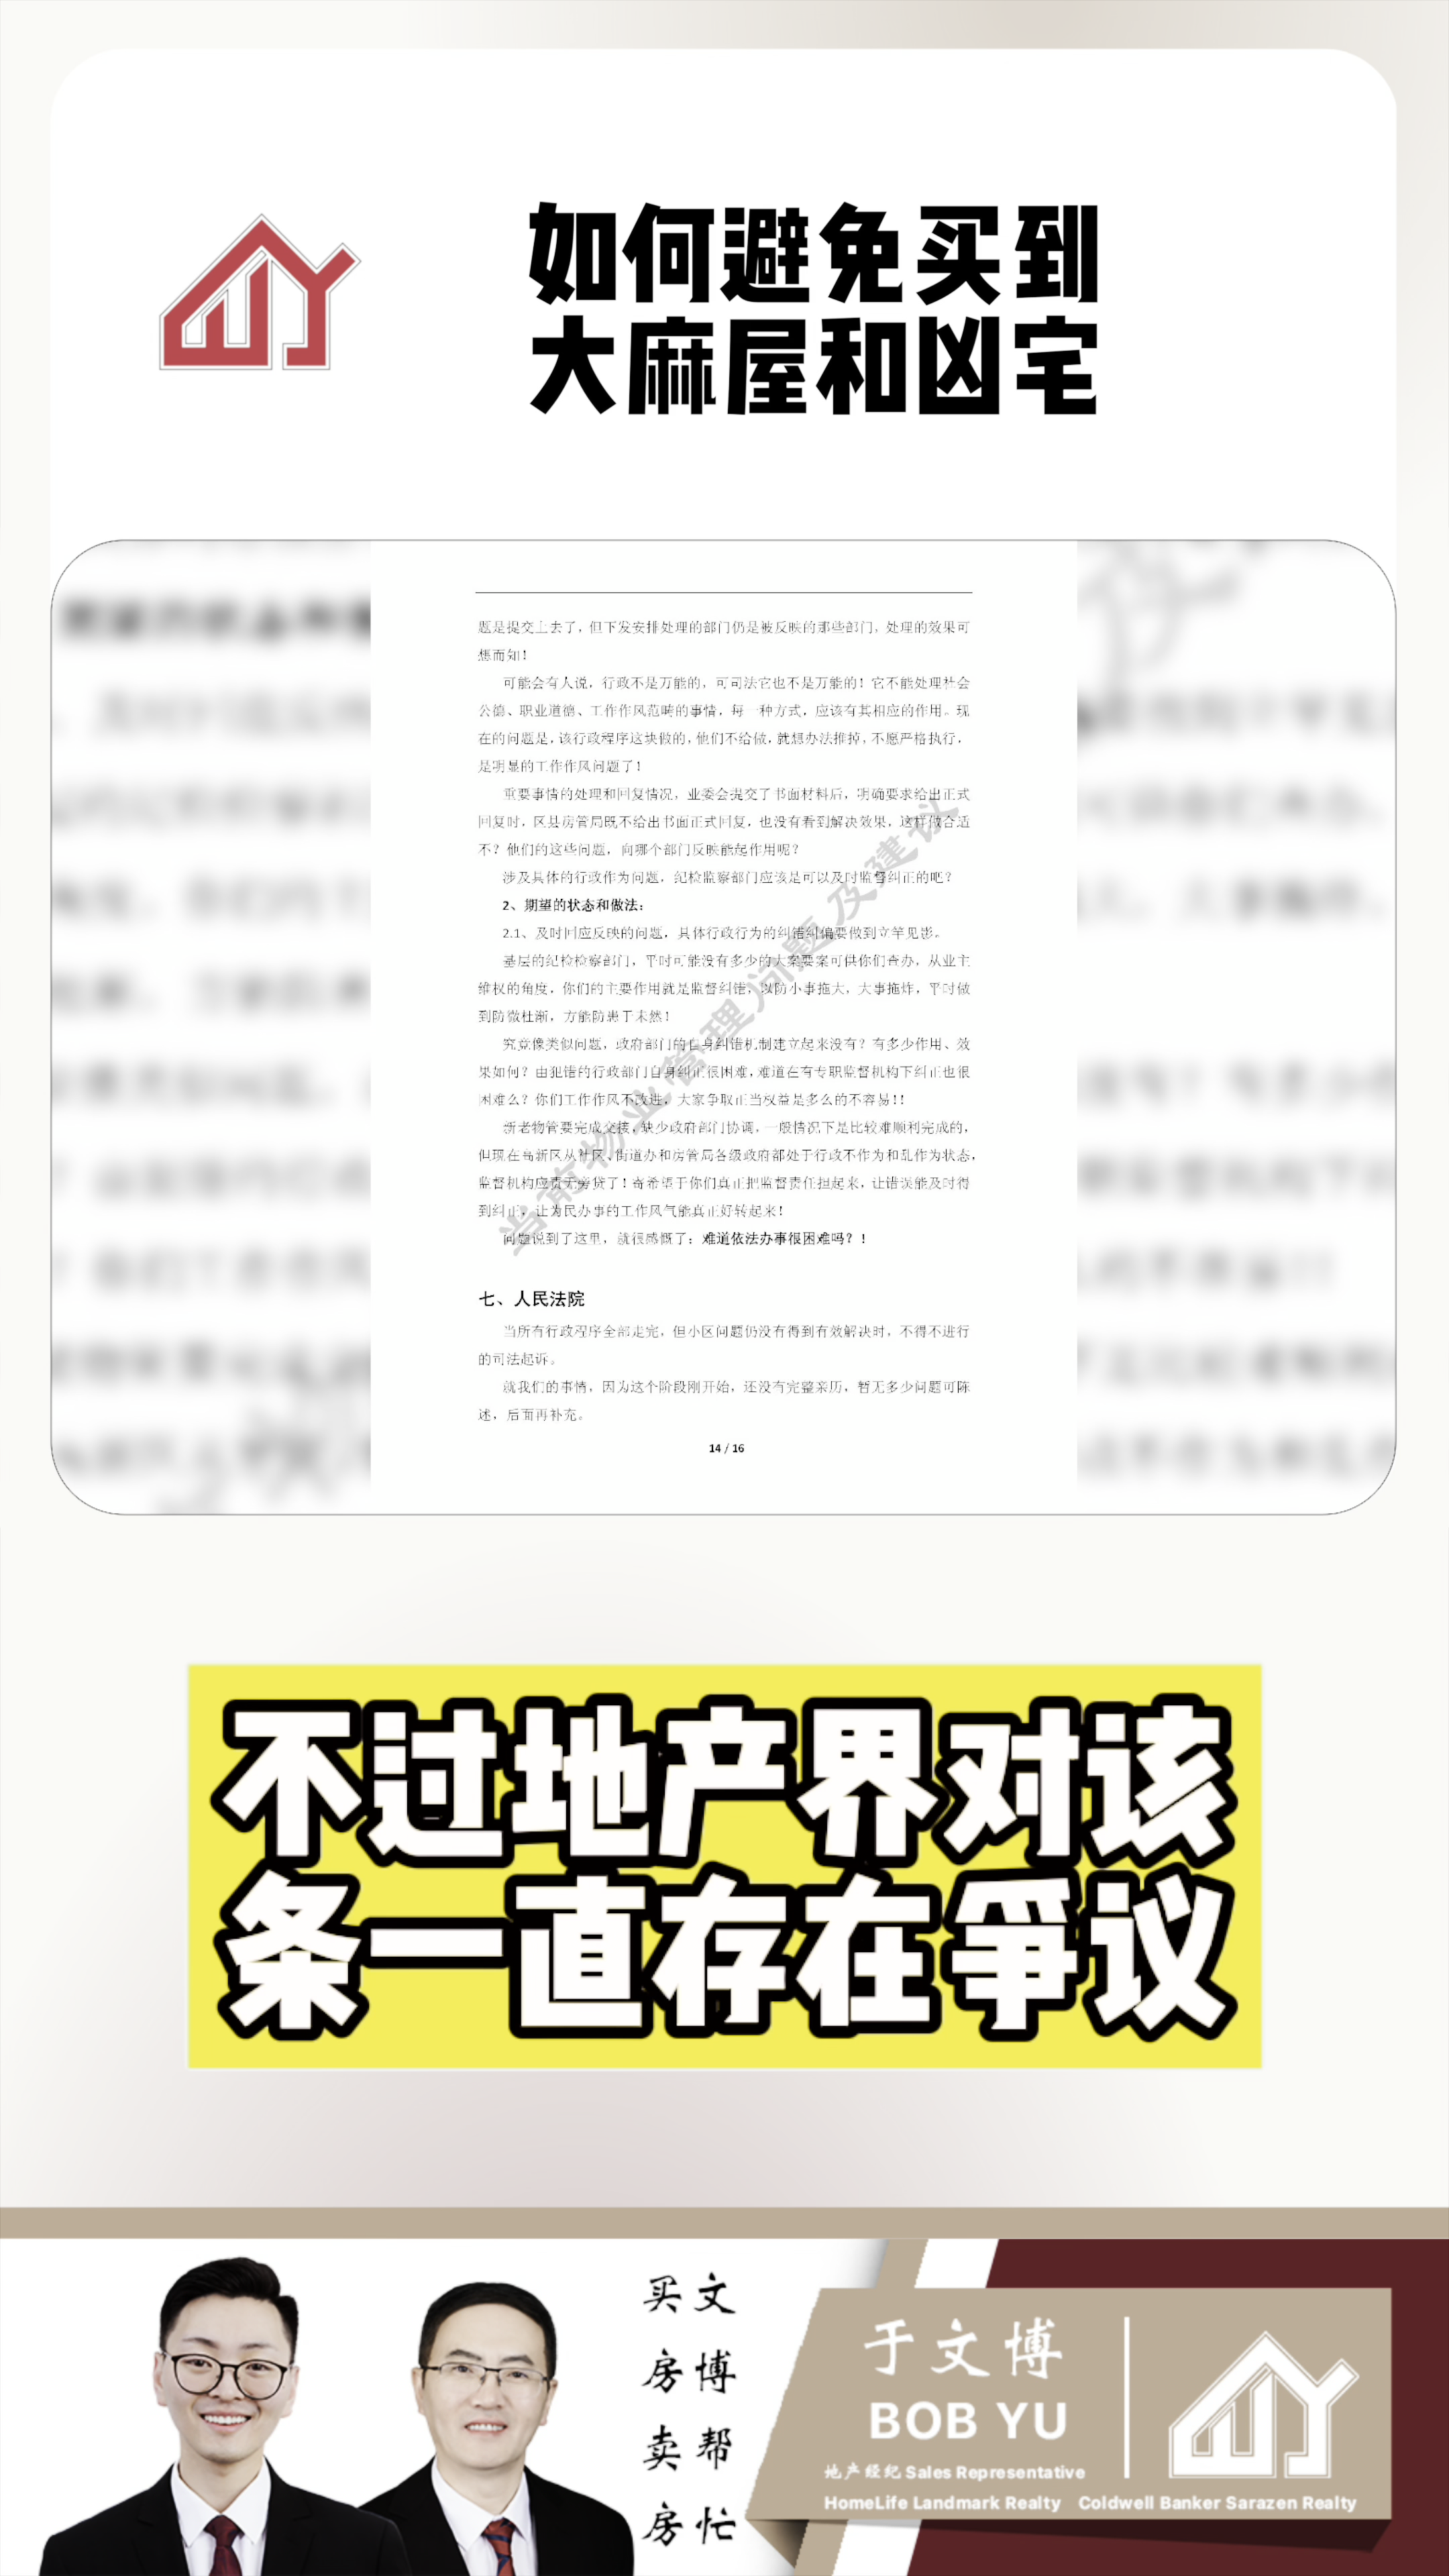 如何避免买到
大麻屋和凶宅
题是提交上去了，但下发安排处理的部门仍是被反映的那些部门，处理的效果可
想而知！
可能会有人说，行政不是万能的，可司法它也不是万能的！它不能处理社会
公德、职业道德、工作作风范畴的事情，每一种方式，应该有其相应的作用。现
在的问题是，该行政程序这块做的，他们不给做，就想办法推掉，不愿严格执行，
是明显的工作作风问题了！
重要事情的处理和回复情况，业委会提交了书面材料后，明确要求给出正式
回复时，区县房管局既不给出书面正式回复，也没有看到解决效果，这样做合适
不？他们的这些问题，向哪个部门反映能起作用呢？
涉及具体的行政作为问题，纪检监察部门应该是可以及时监督纠正的吧？
2、期望的状态和做法：
2.1、及时回应反映的问题，具体行政行为的纠错纠偏要做到立竿见影。
基层的纪检检察部门，平时可能没有多少的大案要案可供你们查办，从业主
维权的角度，你们的主要作用就是监督纠错，以防小事拖大，大事拖炸，平时做
到防微杜渐，方能防患于未然！
究竟像类似问题，政府部门的自身纠错机制建立起来没有？有多少作用、效
果如何？由犯错的行政部门自身纠正很困难，难道在有专职监督机构下纠正也很
困难么？你们工作作风不改进，大家争取正当权益是多么的不容易！！
新老物管要完成交接，缺少政府部门协调，一般情况下是比较难顺利完成的，
但现在高新区从社区、街道办和房管局各级政府部处于行政不作为和乱作为状态，
监督机构应责无旁贷了！寄希望于你们真正把监督责任担起来，让错误能及时得
到纠正，让为民办事的工作风气能真正好转起来！
问题说到了这里，就很感慨了：难道依法办事很困难吗？！
七、人民法院
当所有行政程序全部走完，但小区问题仍没有得到有效解决时，不得不进行
的司法起诉。
就我们的事情，因为这个阶段刚开始，还没有完整亲历，暂无多少问题可陈
述，后面再补充。
14 / 16
当前物业管理问题及建议
不过地产界对该
条一直存在爭议
文博帮忙
买房卖房
于文博
BOB YU
地产经纪 Sales Representative
HomeLife Landmark Realty Coldwell Banker Sarazen Realty